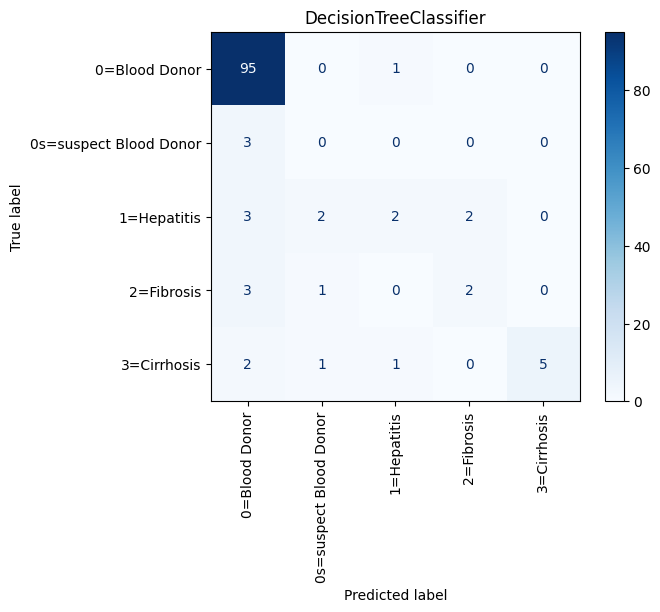 DecisionTreeClassifier
True label
0=Blood Donor 95 0 1 0 0
0s=suspect Blood Donor 3 0 0 0 0
1=Hepatitis 3 2 2 2 0
2=Fibrosis 3 1 0 2 0
3=Cirrhosis 2 1 1 0 5
0=Blood Donor
0s=suspect Blood Donor
1=Hepatitis
2=Fibrosis
3=Cirrhosis
Predicted label
80
60
40
20
0